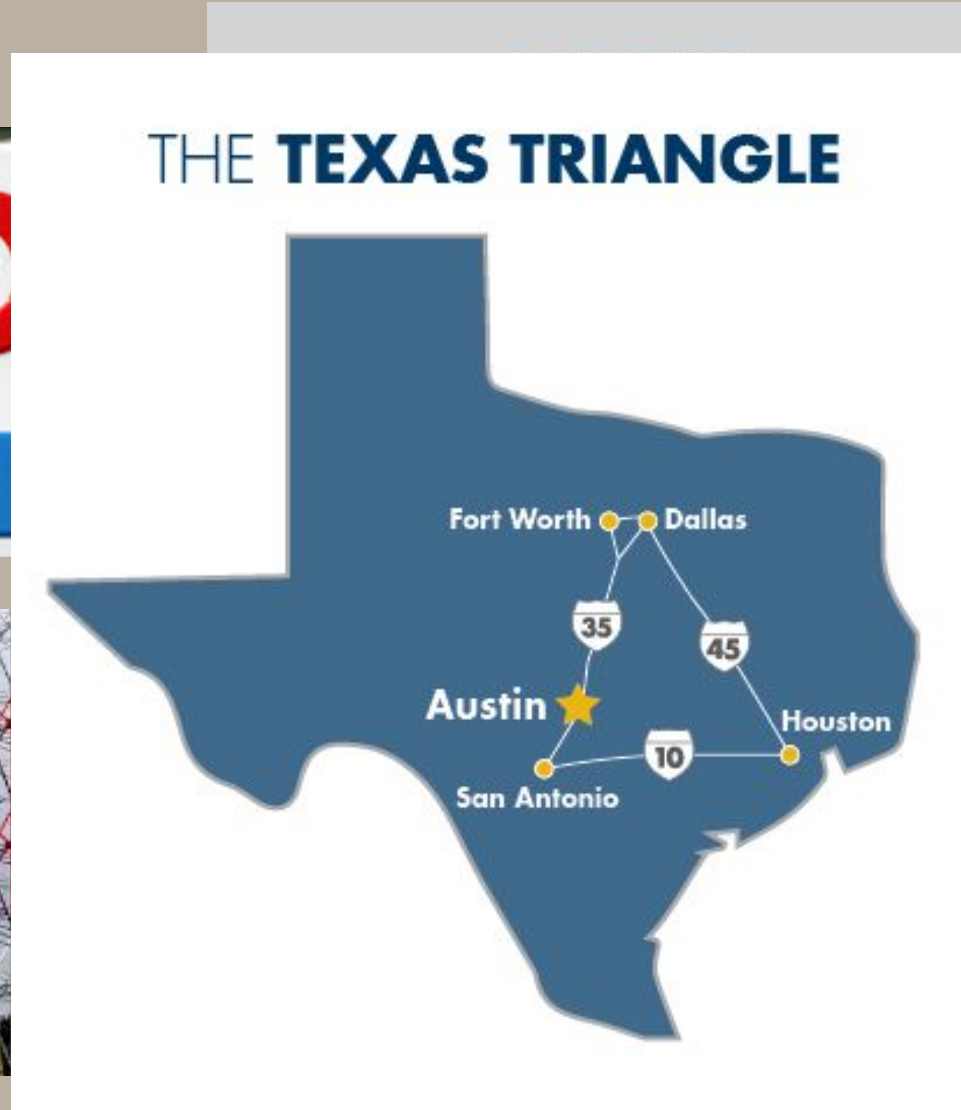 THE TEXAS TRIANGLE
Fort Worth
Dallas
35
45
Austin
Houston
10
San Antonio